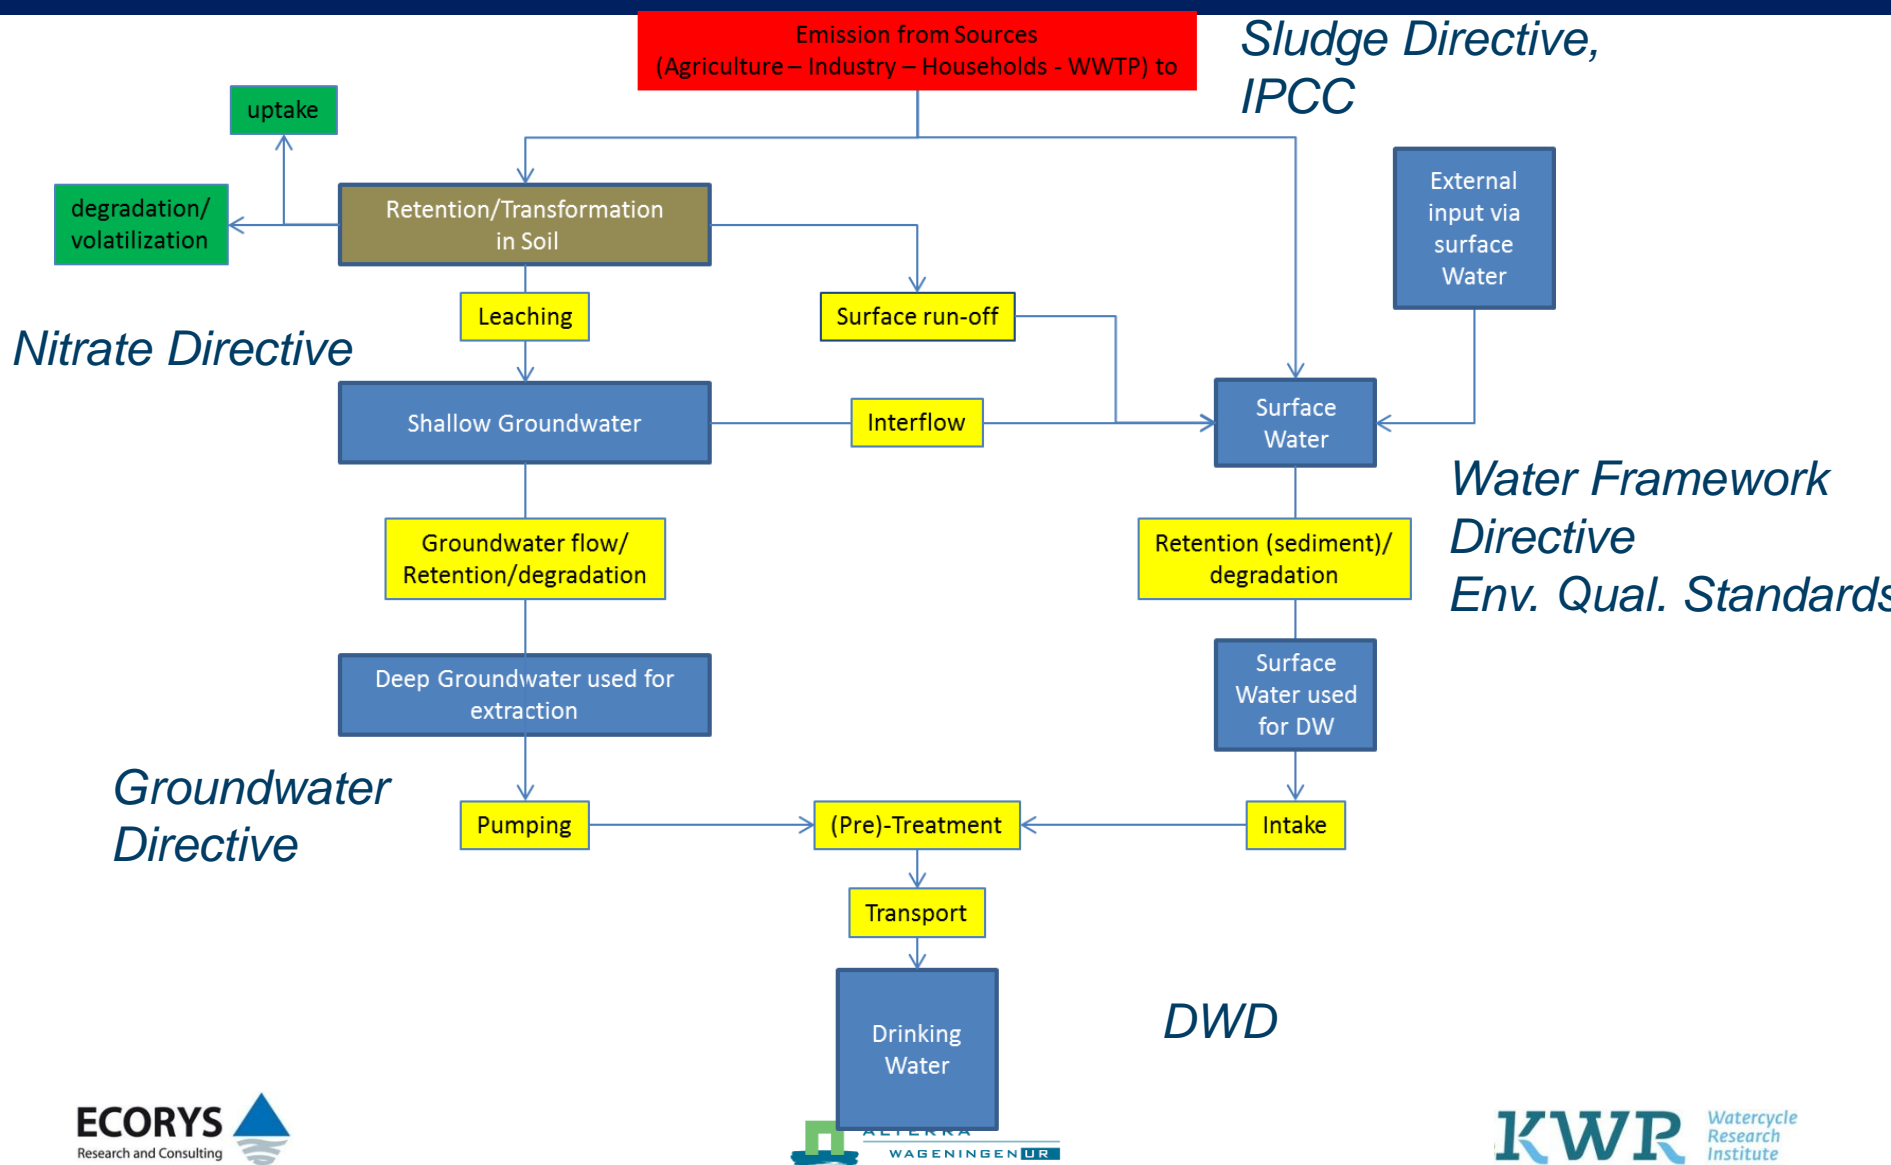 Emission from Sources
(Agriculture – Industry – Households - WWTP) to
Sludge Directive,
IPCC
uptake
degradation/
volatilization
Retention/Transformation
in Soil
External
input via
surface
Water
Leaching
Surface run-off
Nitrate Directive
Shallow Groundwater
Interflow
Surface
Water
Water Framework
Directive
Env. Qual. Standards
Groundwater flow/
Retention/degradation
Retention (sediment)/
degradation
Deep Groundwater used for
extraction
Surface
Water used
for DW
Groundwater
Directive
Pumping
(Pre)-Treatment
Intake
Transport
Drinking
Water
DWD
ECORYS
Research and Consulting
ALTERRA
WAGENINGEN UR
KWR
Watercycle
Research
Institute